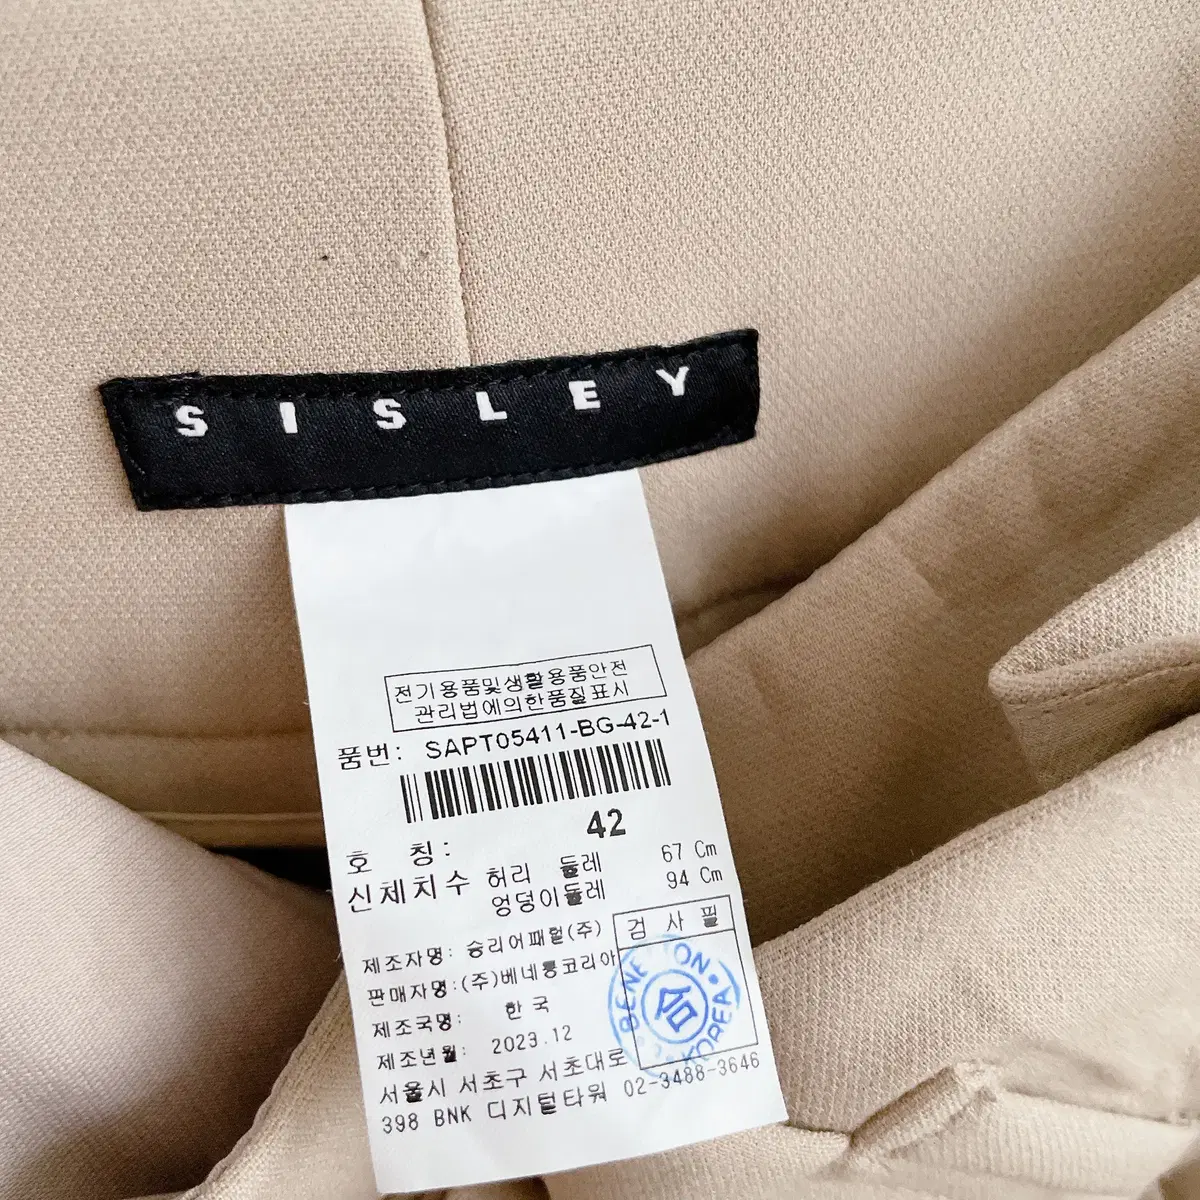 SISLEY
전기용품및생활용품안전
관리법에의한품질표시
품번: SAPT05411-BG-42-1
호 칭: 42
신체치수 허리 둘레 67 Cm
엉덩이둘레 94 Cm
제조자명: 승리어패럴(주)
판매자명:(주)베네통코리아
제조국명: 한국
제조년월: 2023.12
서울시 서초구 서초대로
398 BNK 디지털타워 02-3488-3646
검 사 필
BENETTON KOREA
合